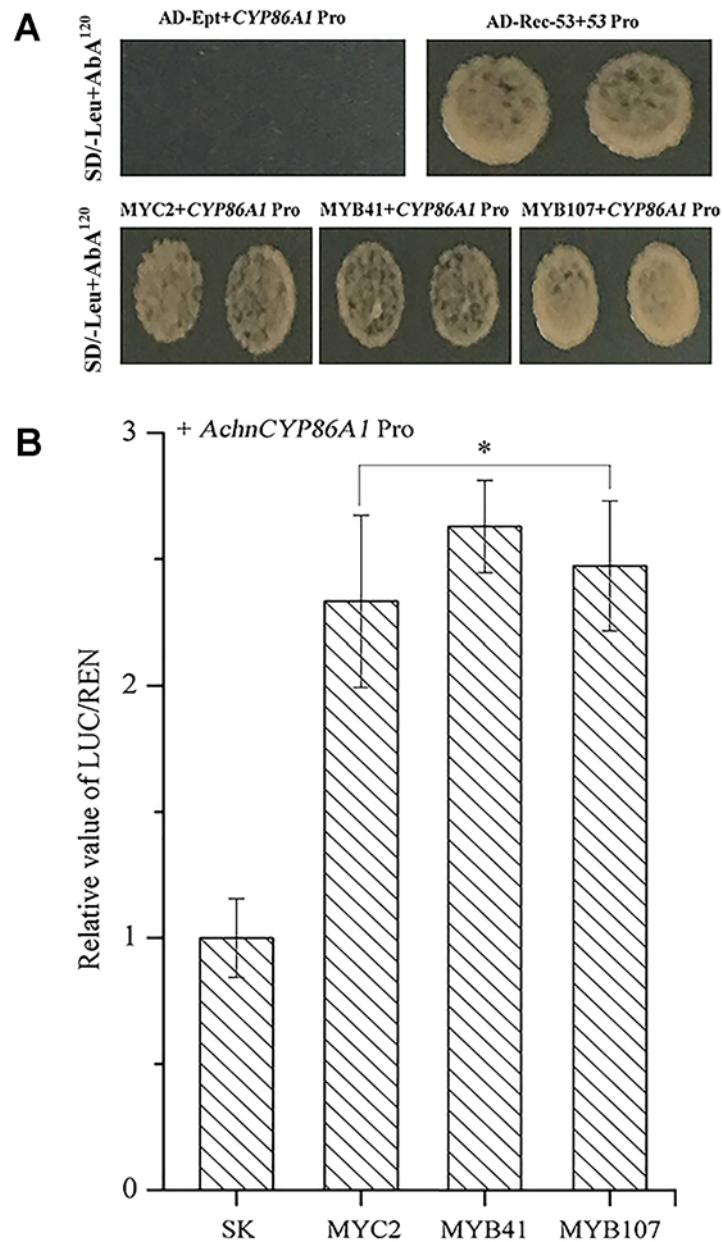 A
AD-Ept+CYP86A1 Pro
AD-Rec-53+53 Pro
SD/-Leu+AbA120
MYC2+CYP86A1 Pro
MYB41+CYP86A1 Pro
MYB107+CYP86A1 Pro
SD/-Leu+AbA120
B
+ AchnCYP86A1 Pro
*
Relative value of LUC/REN
3
2
1
0
SK
MYC2
MYB41
MYB107